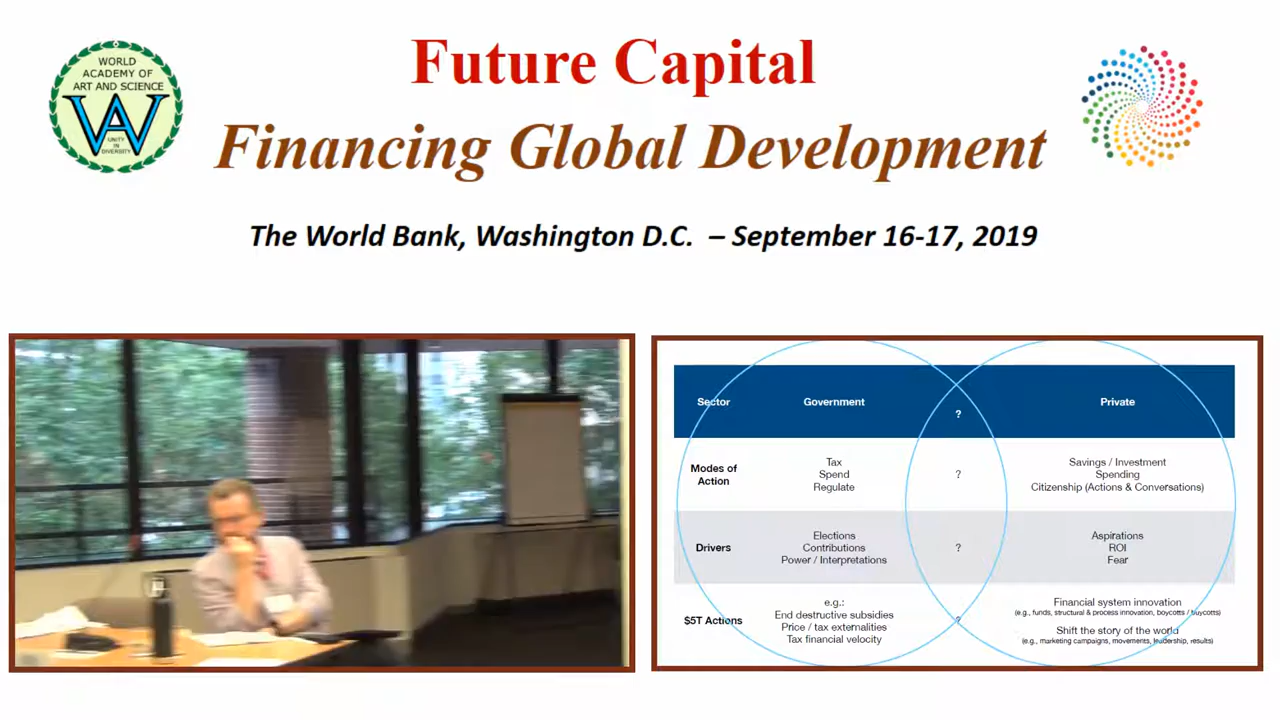 WORLD
ACADEMY OF
ART AND SCIENCE
UNITY
IN
DIVERSITY
Future Capital
Financing Global Development
The World Bank, Washington D.C. – September 16-17, 2019
Sector Government ? Private
Modes of
Action
Tax
Spend
Regulate
?
Savings / Investment
Spending
Citizenship (Actions & Conversations)
Drivers
Elections
Contributions
Power / Interpretations
?
Aspirations
ROI
Fear
$5T Actions
e.g.:
End destructive subsidies
Price / tax externalities
Tax financial velocity
?
Financial system innovation
(e.g., funds, structural & process innovation, boycotts / buycotts)
Shift the story of the world
(e.g., marketing campaigns, movements, leadership, results)